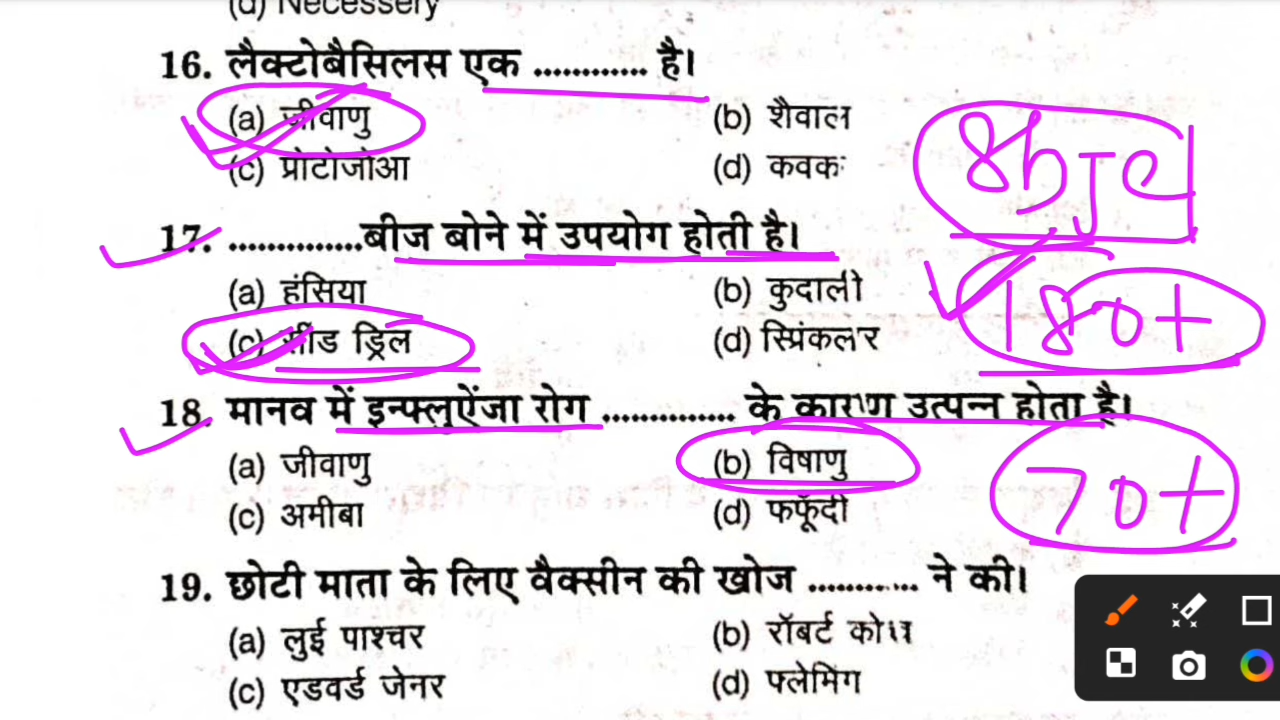 (d) Necessery
16. लैक्टोबैसिलस एक ............ है।
(a) जीवाणु (b) शैवाल
(c) प्रोटोजोआ (d) कवक
17. ..............बीज बोने में उपयोग होती है।
(a) हंसिया (b) कुदाली
(c) सीड ड्रिल (d) स्प्रिंकलर
18. मानव में इन्फ्लूऐंजा रोग .............. के कारण उत्पन्न होता है।
(a) जीवाणु (b) विषाणु
(c) अमीबा (d) फफूँदी
19. छोटी माता के लिए वैक्सीन की खोज ............ ने की।
(a) लुई पाश्चर (b) रॉबर्ट कोच
(c) एडवर्ड जेनर (d) फ्लेमिंग
180+
70+